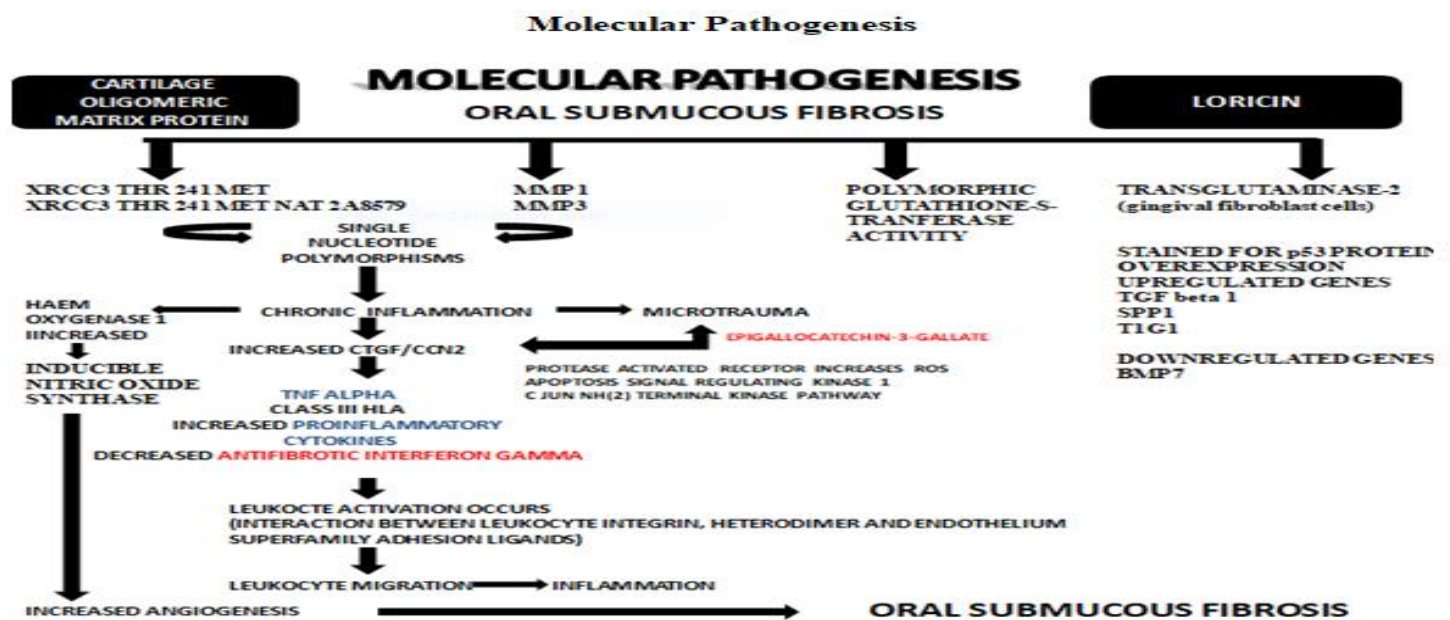 Molecular Pathogenesis
MOLECULAR PATHOGENESIS
ORAL SUBMUCOUS FIBROSIS
CARTILAGE
OLIGOMERIC
MATRIX PROTEIN
LORICIN
XRCC3 THR 241 MET
XRCC3 THR 241 MET NAT 2A8579
MMP1
MMP3
SINGLE
NUCLEOTIDE
POLYMORPHISMS
POLYMORPHIC
GLUTATHIONE-S-
TRANFERASE
ACTIVITY
TRANSGLUTAMINASE-2
(gingival fibroblast cells)
STAINED FOR p53 PROTEIN
OVEREXPRESSION
UPREGULATED GENES
TGF beta 1
SPP1
T1G1
DOWNREGULATED GENES
BMP7
HAEM
OXYGENASE 1
IINCREASED
CHRONIC INFLAMMATION
MICROTRAUMA
INCREASED CTGF/CCN2
EPIGALLOCATECHIN-3-GALLATE
PROTEASE ACTIVATED RECEPTOR INCREASES ROS
APOPTOSIS SIGNAL REGULATING KINASE 1
C JUN NH(2) TERMINAL KINASE PATHWAY
INDUCIBLE
NITRIC OXIDE
SYNTHASE
TNF ALPHA
CLASS III HLA
INCREASED PROINFLAMMATORY
CYTOKINES
DECREASED ANTIFIBROTIC INTERFERON GAMMA
LEUKOCTE ACTIVATION OCCURS
(INTERACTION BETWEEN LEUKOCYTE INTEGRIN, HETERODIMER AND ENDOTHELIUM
SUPERFAMILY ADHESION LIGANDS)
LEUKOCYTE MIGRATION
INFLAMMATION
INCREASED ANGIOGENESIS
ORAL SUBMUCOUS FIBROSIS